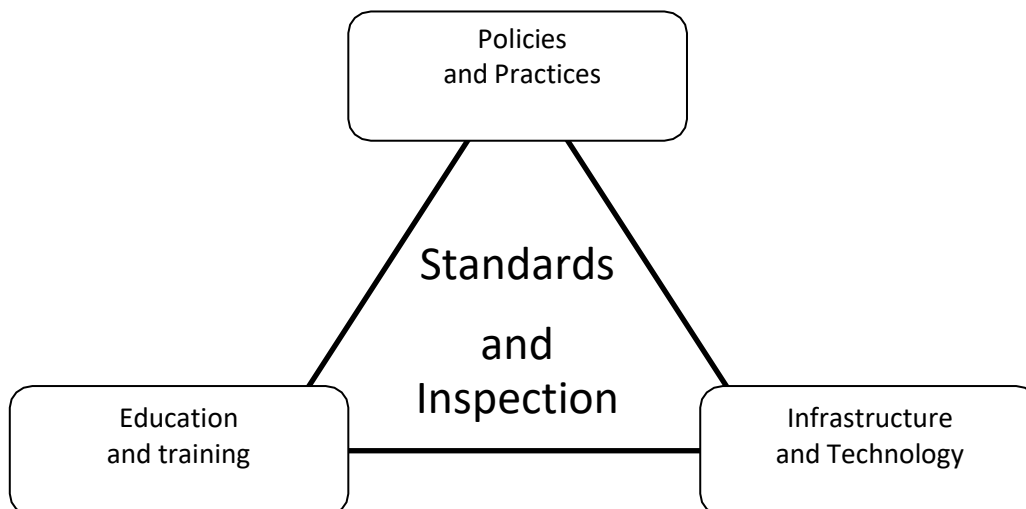 Policies
and Practices
Standards
and
Inspection
Education
and training
Infrastructure
and Technology